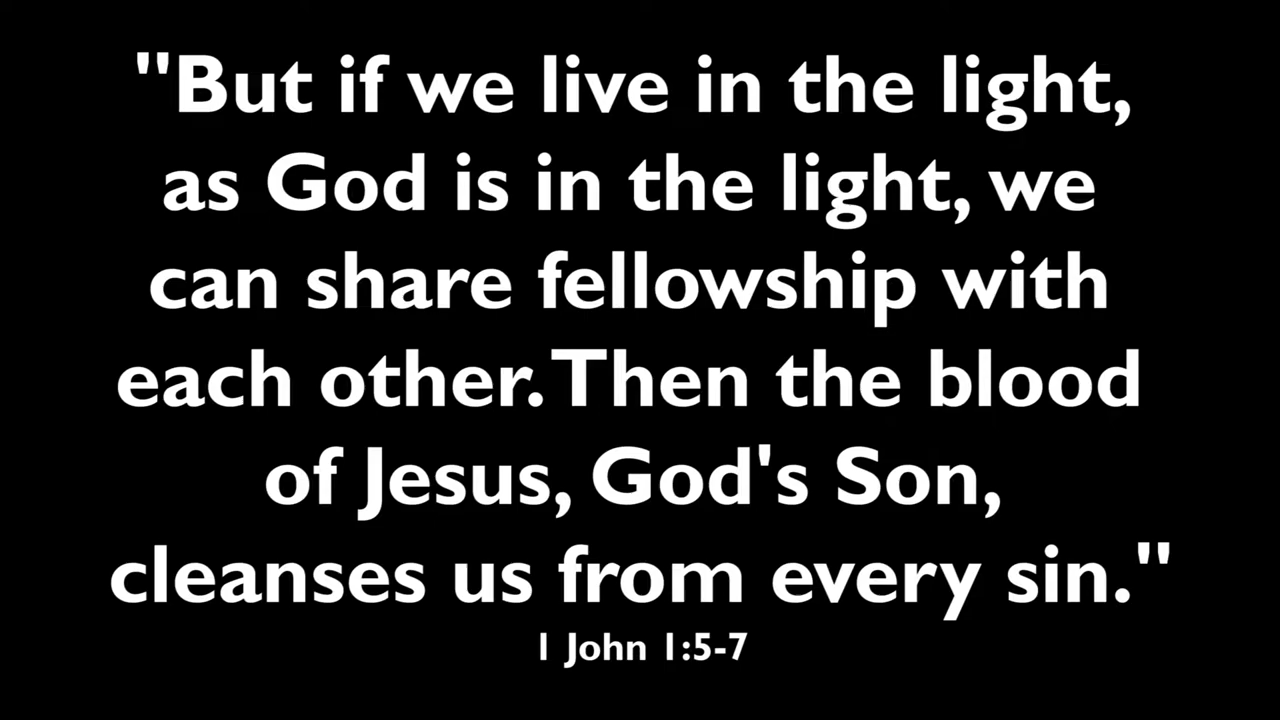 "But if we live in the light,
as God is in the light, we
can share fellowship with
each other. Then the blood
of Jesus, God's Son,
cleanses us from every sin."
1 John 1:5-7